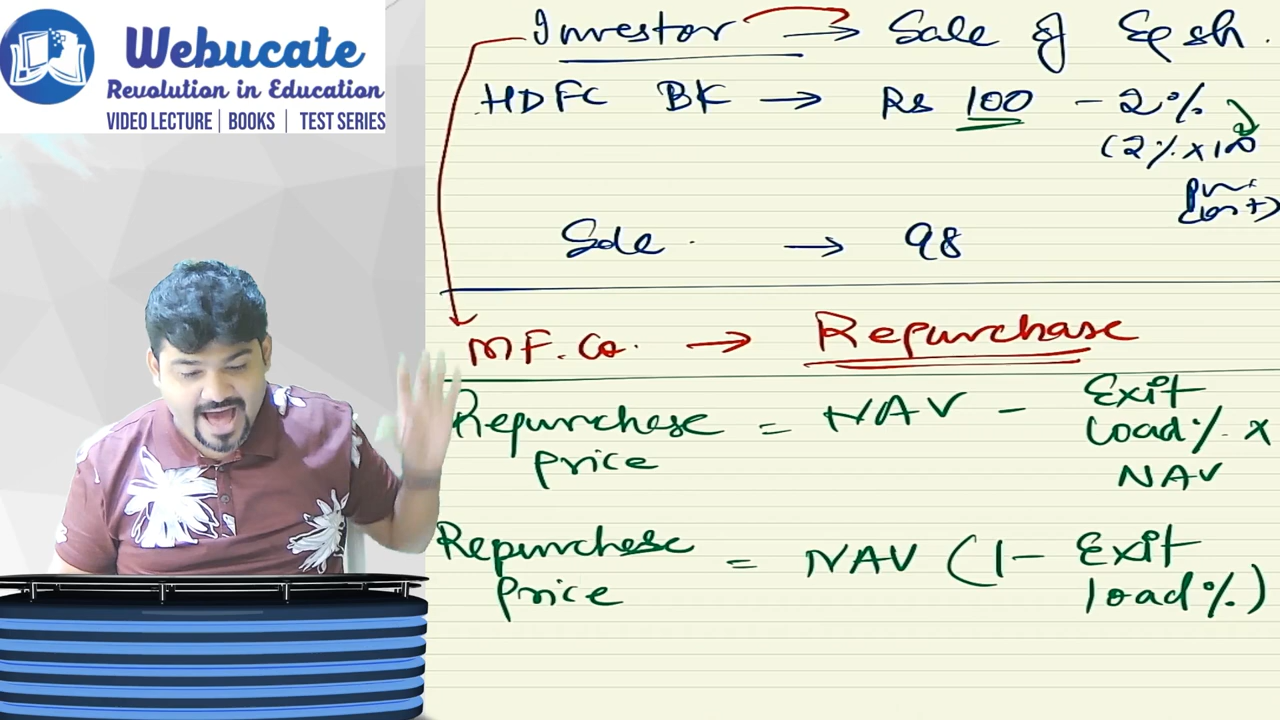 Webucate
Revolution in Education
VIDEO LECTURE | BOOKS | TEST SERIES
Investor → Sale of Eq sh.
HDFC BK → Rs 100 - 2%
(2% x 100
Sale → 98
MF. Co. → Repurchase
Repurchase price = NAV - Exit load% x NAV
Repurchase price = NAV (1 - Exit load%)